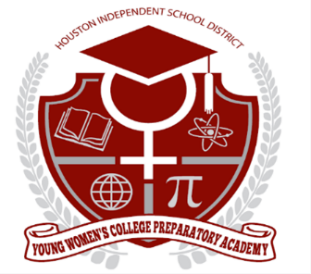 HOUSTON INDEPENDENT SCHOOL DISTRICT
π
YOUNG WOMEN'S COLLEGE PREPARATORY ACADEMY